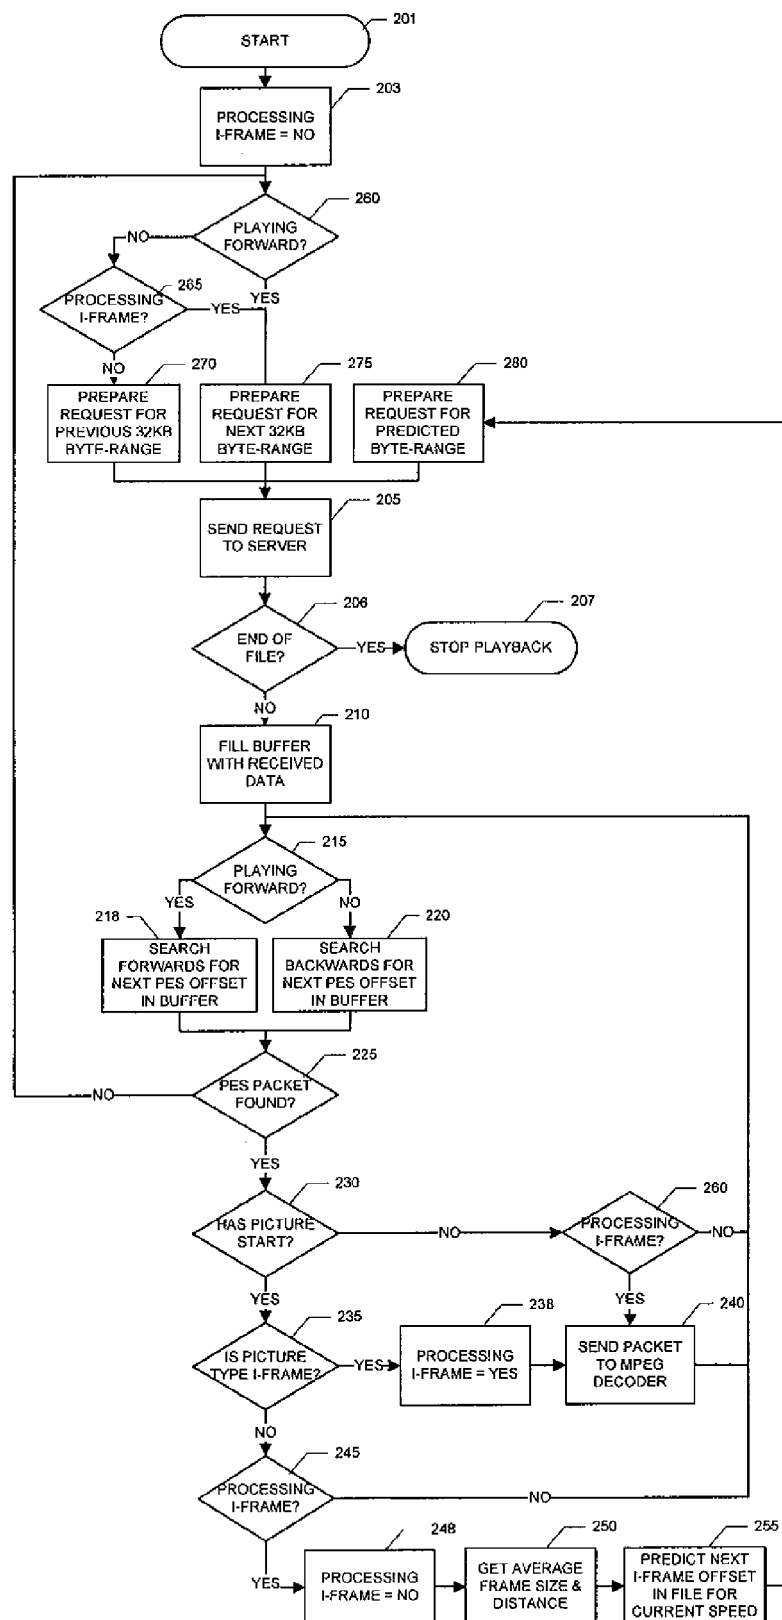 201
START
203
PROCESSING
I-FRAME = NO
260
PLAYING
FORWARD?
NO
YES
265
PROCESSING
I-FRAME?
YES
NO
270
PREPARE
REQUEST FOR
PREVIOUS 32KB
BYTE-RANGE
275
PREPARE
REQUEST FOR
NEXT 32KB
BYTE-RANGE
280
PREPARE
REQUEST FOR
PREDICTED
BYTE-RANGE
205
SEND REQUEST
TO SERVER
206
END OF
FILE?
YES
207
STOP PLAYBACK
NO
210
FILL BUFFER
WITH RECEIVED
DATA
215
PLAYING
FORWARD?
YES
NO
218
SEARCH
FORWARDS FOR
NEXT PES OFFSET
IN BUFFER
220
SEARCH
BACKWARDS FOR
NEXT PES OFFSET
IN BUFFER
225
PES PACKET
FOUND?
NO
YES
230
HAS PICTURE
START?
NO
260
PROCESSING
I-FRAME?
NO
YES
YES
235
IS PICTURE
TYPE I-FRAME?
YES
238
PROCESSING
I-FRAME = YES
240
SEND PACKET
TO MPEG
DECODER
NO
245
PROCESSING
I-FRAME?
NO
YES
248
PROCESSING
I-FRAME = NO
250
GET AVERAGE
FRAME SIZE &
DISTANCE
255
PREDICT NEXT
I-FRAME OFFSET
IN FILE FOR
CURRENT SPEED